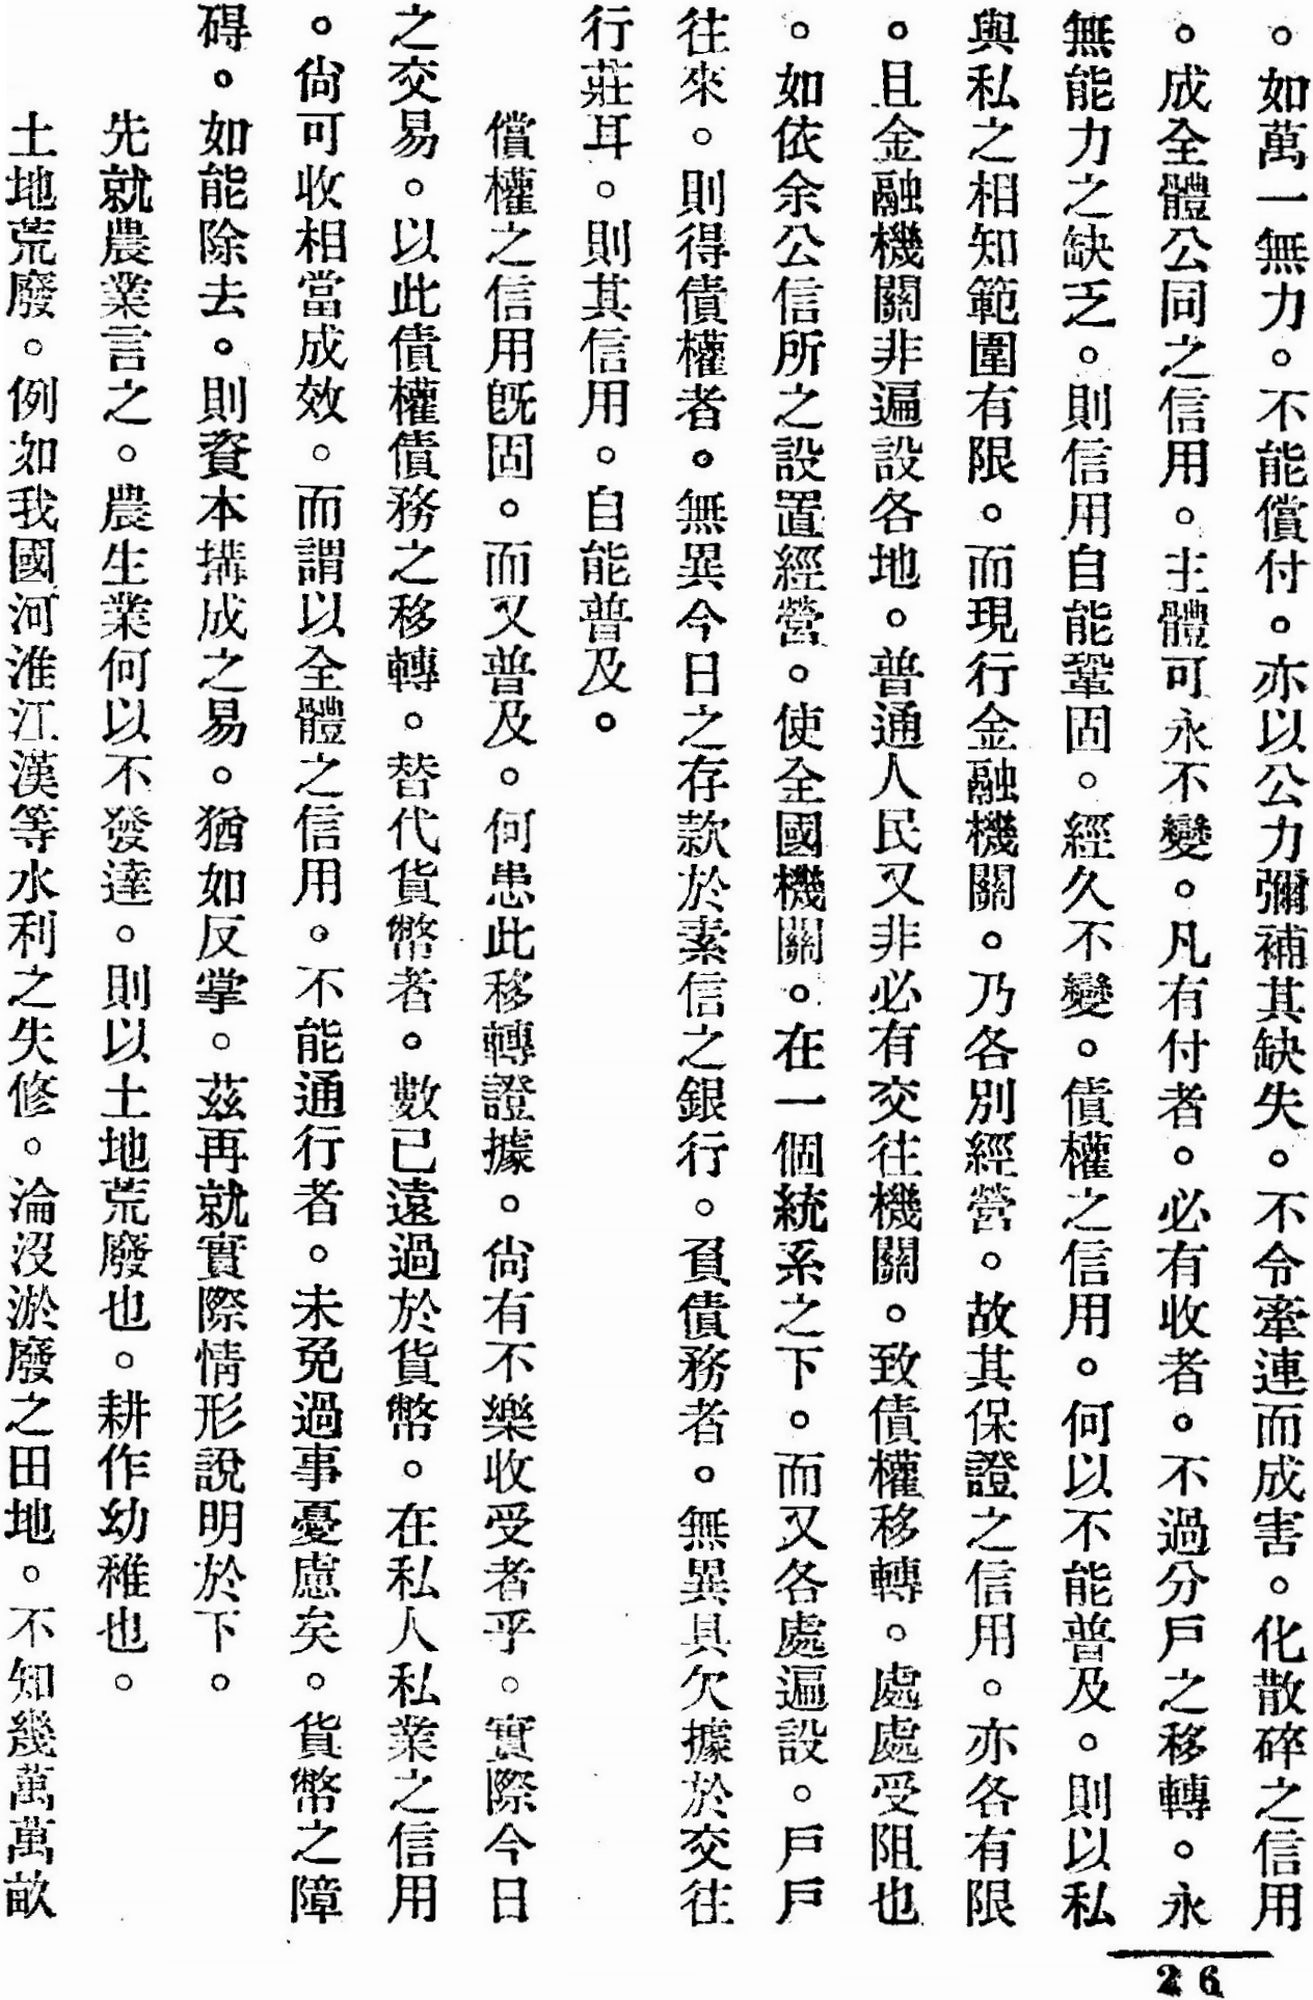 。如萬一無力。不能償付。亦以公力彌補其缺失。不令牽連而成害。化散碎之信用
。成全體公同之信用。主體可永不變。凡有付者。必有收者。不過分戶之移轉。永
無能力之缺乏。則信用自能鞏固。經久不變。債權之信用。何以不能普及。則以私
與私之相知範圍有限。而現行金融機關。乃各別經營。故其保證之信用。亦各有限
。且金融機關非遍設各地。普通人民又非必有交往機關。致債權移轉。處處受阻也
。如依余公信所之設置經營。使全國機關。在一個統系之下。而又各處遍設。戶戶
往來。則得債權者。無異今日之存款於素信之銀行。負債務者。無異具欠據於交往
行莊耳。則其信用。自能普及。
償權之信用旣固。而又普及。何患此移轉證據。尙有不樂收受者乎。實際今日
之交易。以此債權債務之移轉。替代貨幣者。數已遠過於貨幣。在私人私業之信用
。尙可收相當成效。而謂以全體之信用。不能通行者。未免過事憂慮矣。貨幣之障
碍。如能除去。則資本搆成之易。猶如反掌。茲再就實際情形說明於下。
先就農業言之。農生業何以不發達。則以土地荒廢也。耕作幼稚也。
土地荒廢。例如我國河淮江漢等水利之失修。淪沒淤廢之田地。不知幾萬萬畝
26